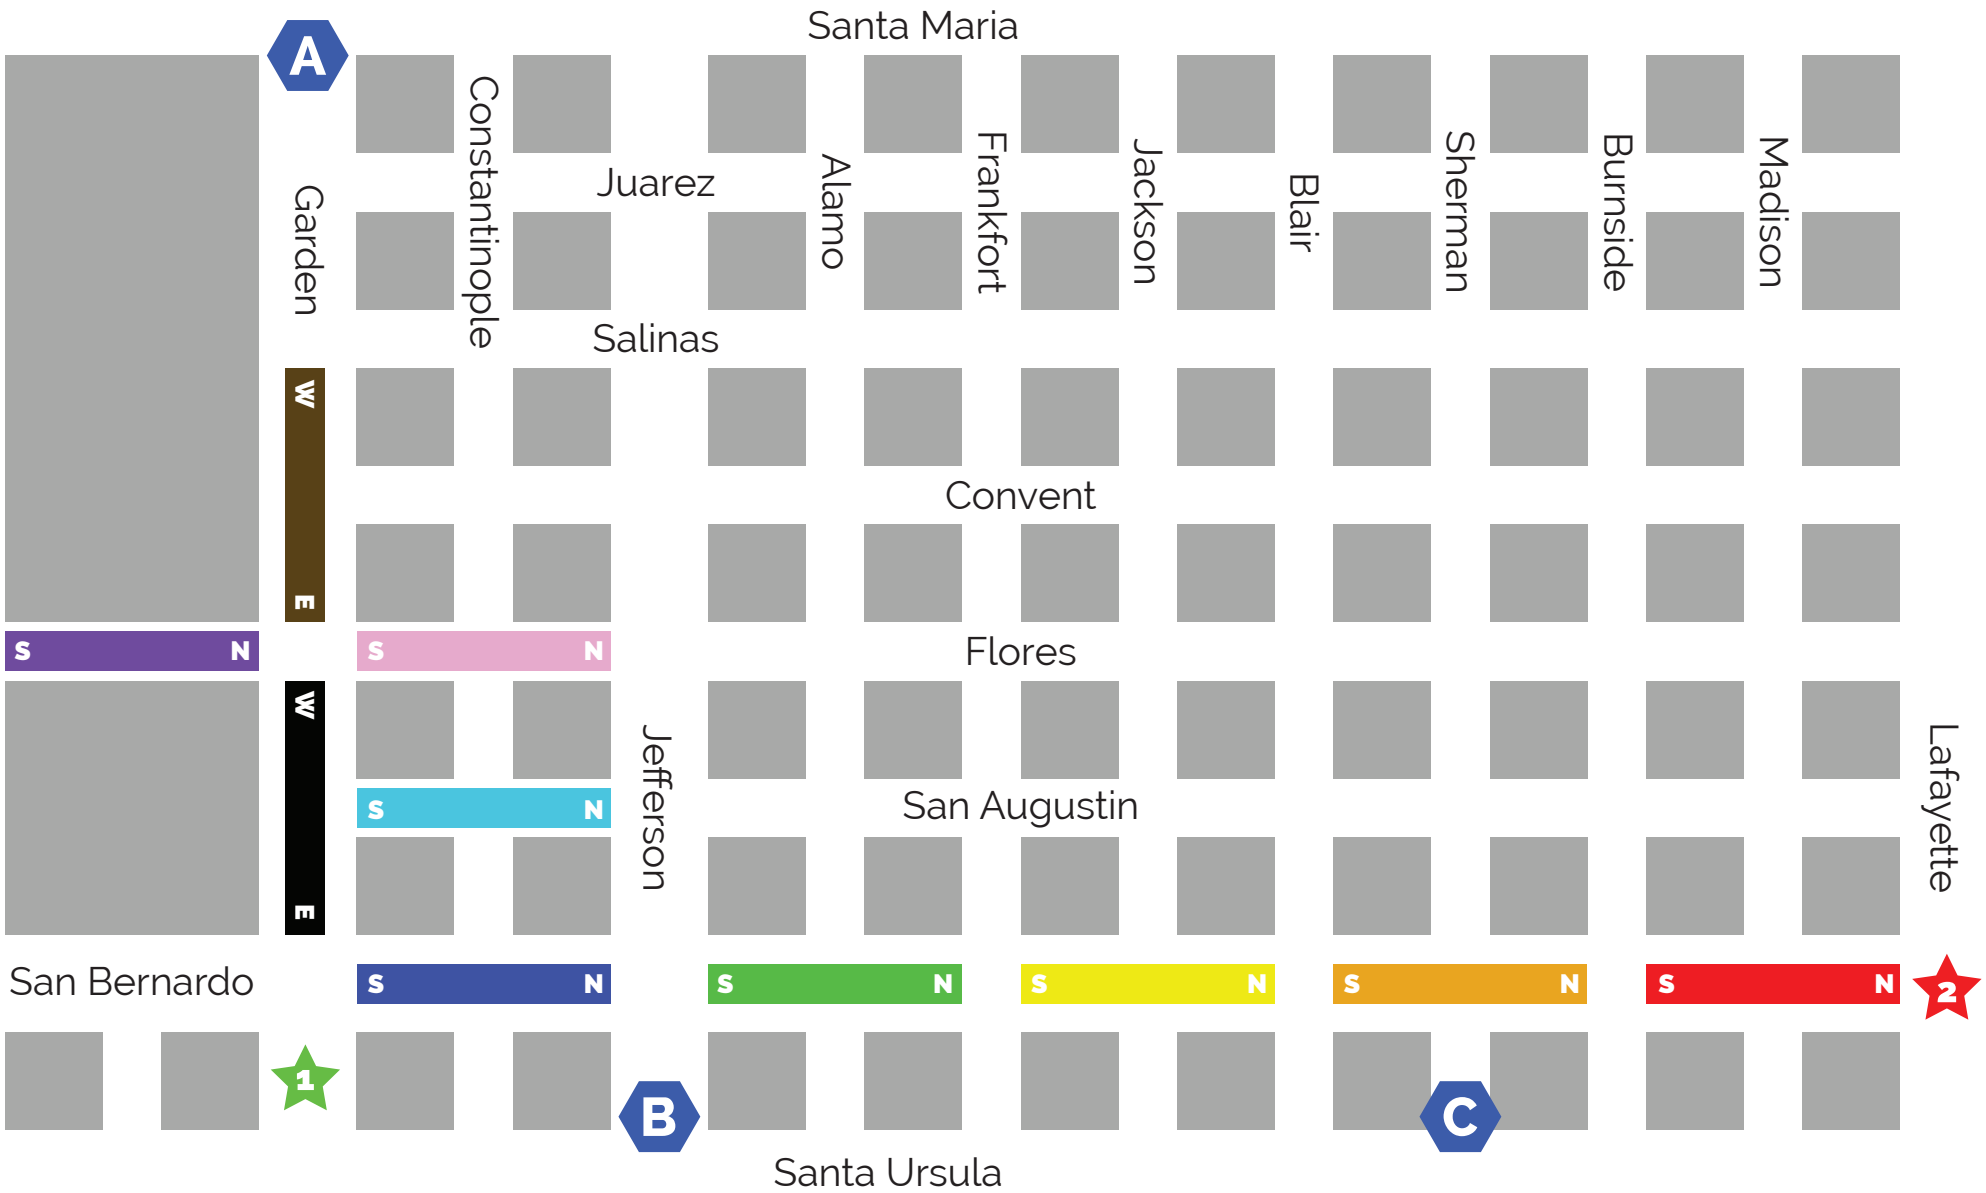 Santa Maria
A
Constantinople
Garden
Juarez
Alamo
Frankfort
Jackson
Blair
Sherman
Burnside
Madison
Salinas
W
E
Convent
S N
S N
Flores
W
E
Jefferson
Lafayette
S N
San Augustin
San Bernardo
S N
S N
S N
S N
S N
2
1
B
C
Santa Ursula